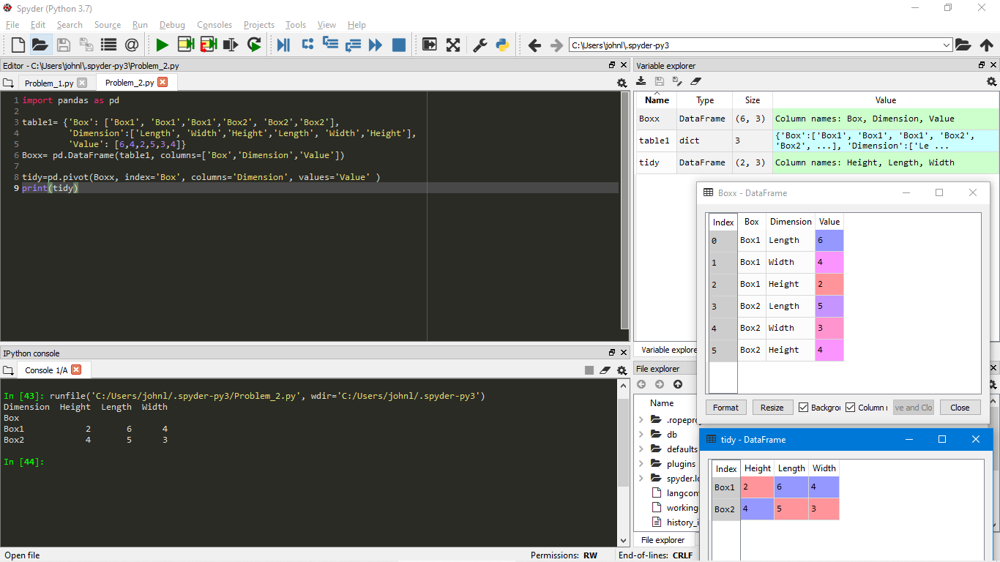 Spyder (Python 3.7)
File Edit Search Source Run Debug Consoles Projects Tools View Help
C:\Users\johnl\.spyder-py3
Editor - C:\Users\johnl\.spyder-py3\Problem_2.py
Problem_1.py Problem_2.py
1 import pandas as pd
2
3 table1= {'Box': ['Box1', 'Box1','Box1','Box2', 'Box2','Box2'],
4 'Dimension':['Length', 'Width','Height','Length', 'Width','Height'],
5 'Value': [6,4,2,5,3,4]}
6 Boxx= pd.DataFrame(table1, columns=['Box','Dimension','Value'])
7
8 tidy=pd.pivot(Boxx, index='Box', columns='Dimension', values='Value' )
9 print(tidy)
IPython console
Console 1/A
In [43]: runfile('C:/Users/johnl/.spyder-py3/Problem_2.py', wdir='C:/Users/johnl/.spyder-py3')
Dimension Height Length Width
Box
Box1 2 6 4
Box2 4 5 3
In [44]:
Variable explorer
Name Type Size Value
Boxx DataFrame (6, 3) Column names: Box, Dimension, Value
table1 dict 3 {'Box':['Box1', 'Box1', 'Box1', 'Box2',
'Box2', ...], 'Dimension':['Le ...
tidy DataFrame (2, 3) Column names: Height, Length, Width
Variable explore
File explorer
Name
.roperoj
db
defaults
plugins
spyder.lo
langcon
working
history_i
File explorer
Boxx - DataFrame
Index Box Dimension Value
0 Box1 Length 6
1 Box1 Width 4
2 Box1 Height 2
3 Box2 Length 5
4 Box2 Width 3
5 Box2 Height 4
Format Resize Backgrou Column ve and Clo Close
tidy - DataFrame
Index Height Length Width
Box1 2 6 4
Box2 4 5 3
Open file Permissions: RW End-of-lines: CRLF